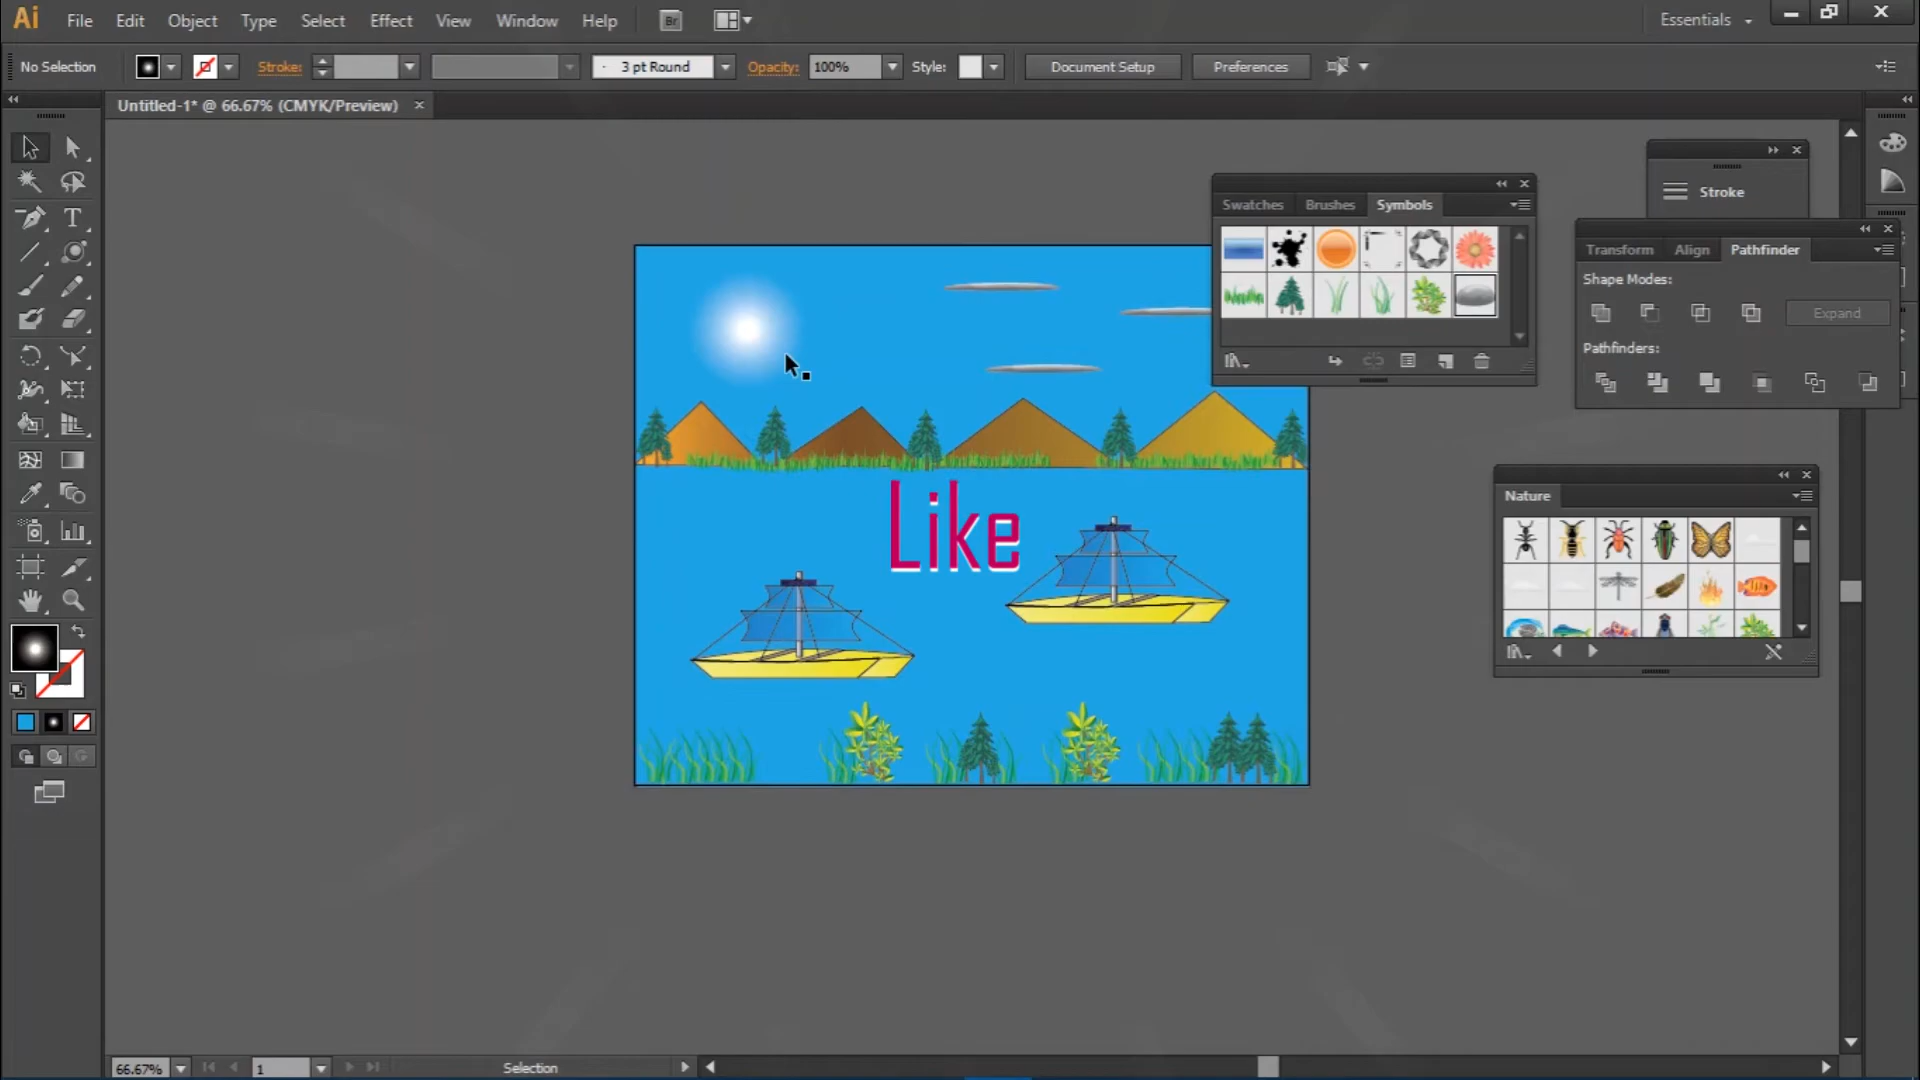 Ai File Edit Object Type Select Effect View Window Help Br Essentials
No Selection Stroke: 3 pt Round Opacity: 100% Style: Document Setup Preferences
Untitled-1* @ 66.67% (CMYK/Preview)
Stroke
Swatches Brushes Symbols
Transform Align Pathfinder
Shape Modes:
Expand
Pathfinders:
Nature
Like
66.67% 1 Selection